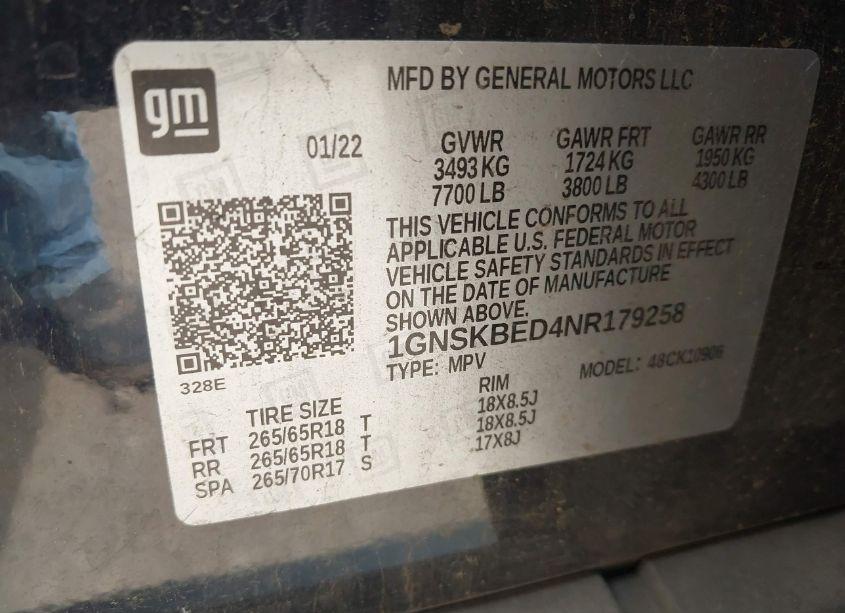 gm
MFD BY GENERAL MOTORS LLC
01/22
GVWR GAWR FRT GAWR RR
3493 KG 1724 KG 1950 KG
7700 LB 3800 LB 4300 LB
THIS VEHICLE CONFORMS TO ALL
APPLICABLE U.S. FEDERAL MOTOR
VEHICLE SAFETY STANDARDS IN EFFECT
ON THE DATE OF MANUFACTURE
SHOWN ABOVE.
1GNSKBED4NR179258
TYPE: MPV MODEL: 48CK10906
328E
TIRE SIZE RIM
FRT 265/65R18 T 18X8.5J
RR 265/65R18 T 18X8.5J
SPA 265/70R17 S 17X8J